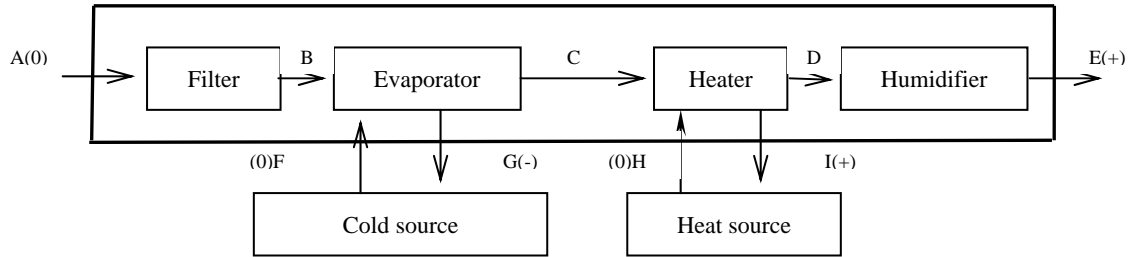 A(0)
B
C
D
E(+)
Filter
Evaporator
Heater
Humidifier
(0)F
G(-)
(0)H
I(+)
Cold source
Heat source